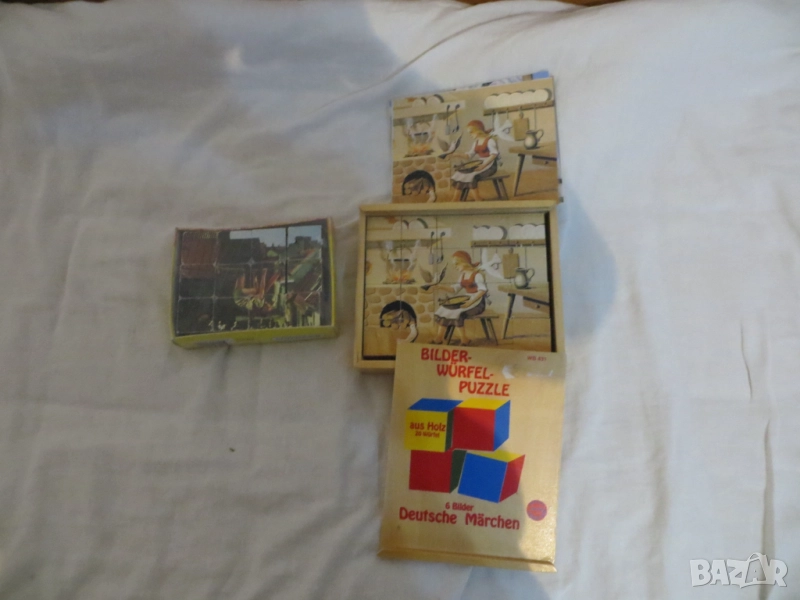 BILDER-
WÜRFEL-
PUZZLE
aus Holz
6 Bilder
Deutsche Märchen
BAZAR